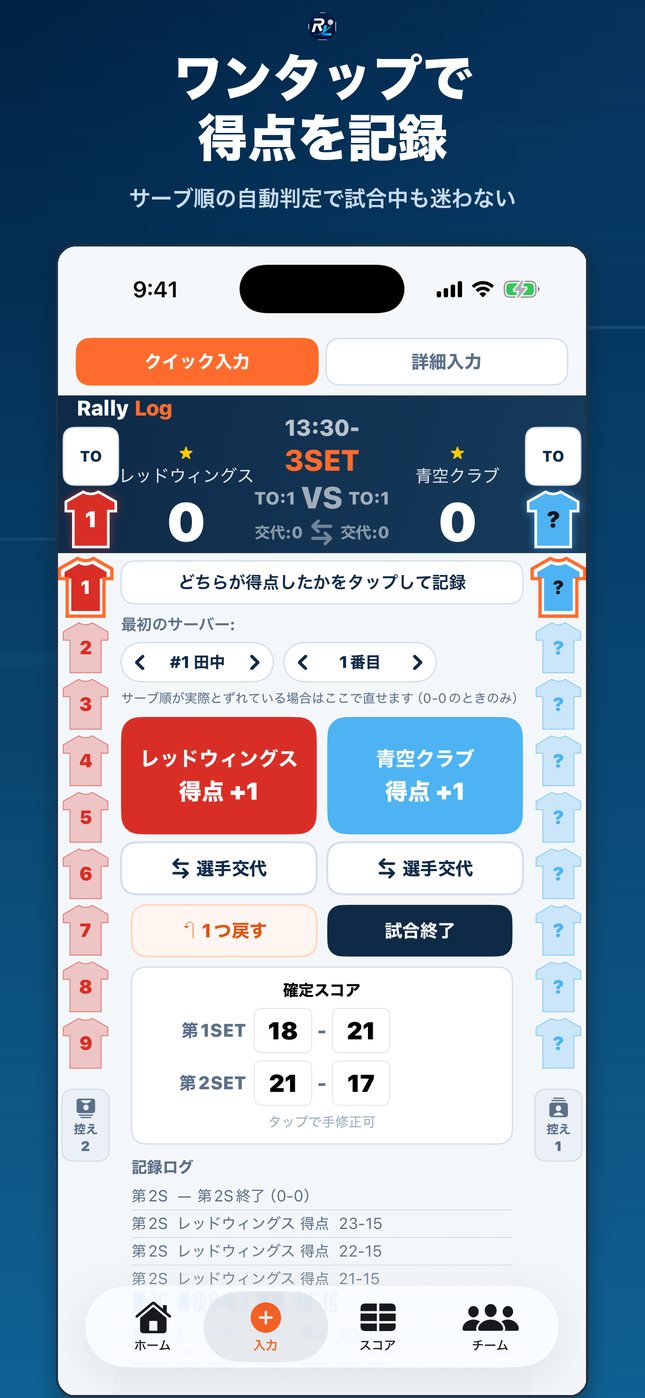 RL
ワンタップで
得点を記録
サーブ順の自動判定で試合中も迷わない
9:41
クイック入力 詳細入力
Rally Log
13:30-
TO TO
3SET
レッドウィングス 青空クラブ
TO:1 VS TO:1
1 0 0 ?
交代:0 交代:0
どちらが得点したかをタップして記録
1 ?
最初のサーバー:
2 ?
#1 田中 1番目
サーブ順が実際とずれている場合はここで直せます (0-0 のときのみ)
3 ?
レッドウィングス 青空クラブ
4 ?
得点 +1 得点 +1
5 ?
選手交代 選手交代
6 ?
1つ戻す 試合終了
7 ?
確定スコア
8 ?
第1SET 18 - 21
9 ?
第2SET 21 - 17
控え 2
控え 1
タップで手修正可
記録ログ
第2S — 第2S終了 (0-0)
第2S レッドウィングス 得点 23-15
第2S レッドウィングス 得点 22-15
第2S レッドウィングス 得点 21-15
ホーム 入力 スコア チーム